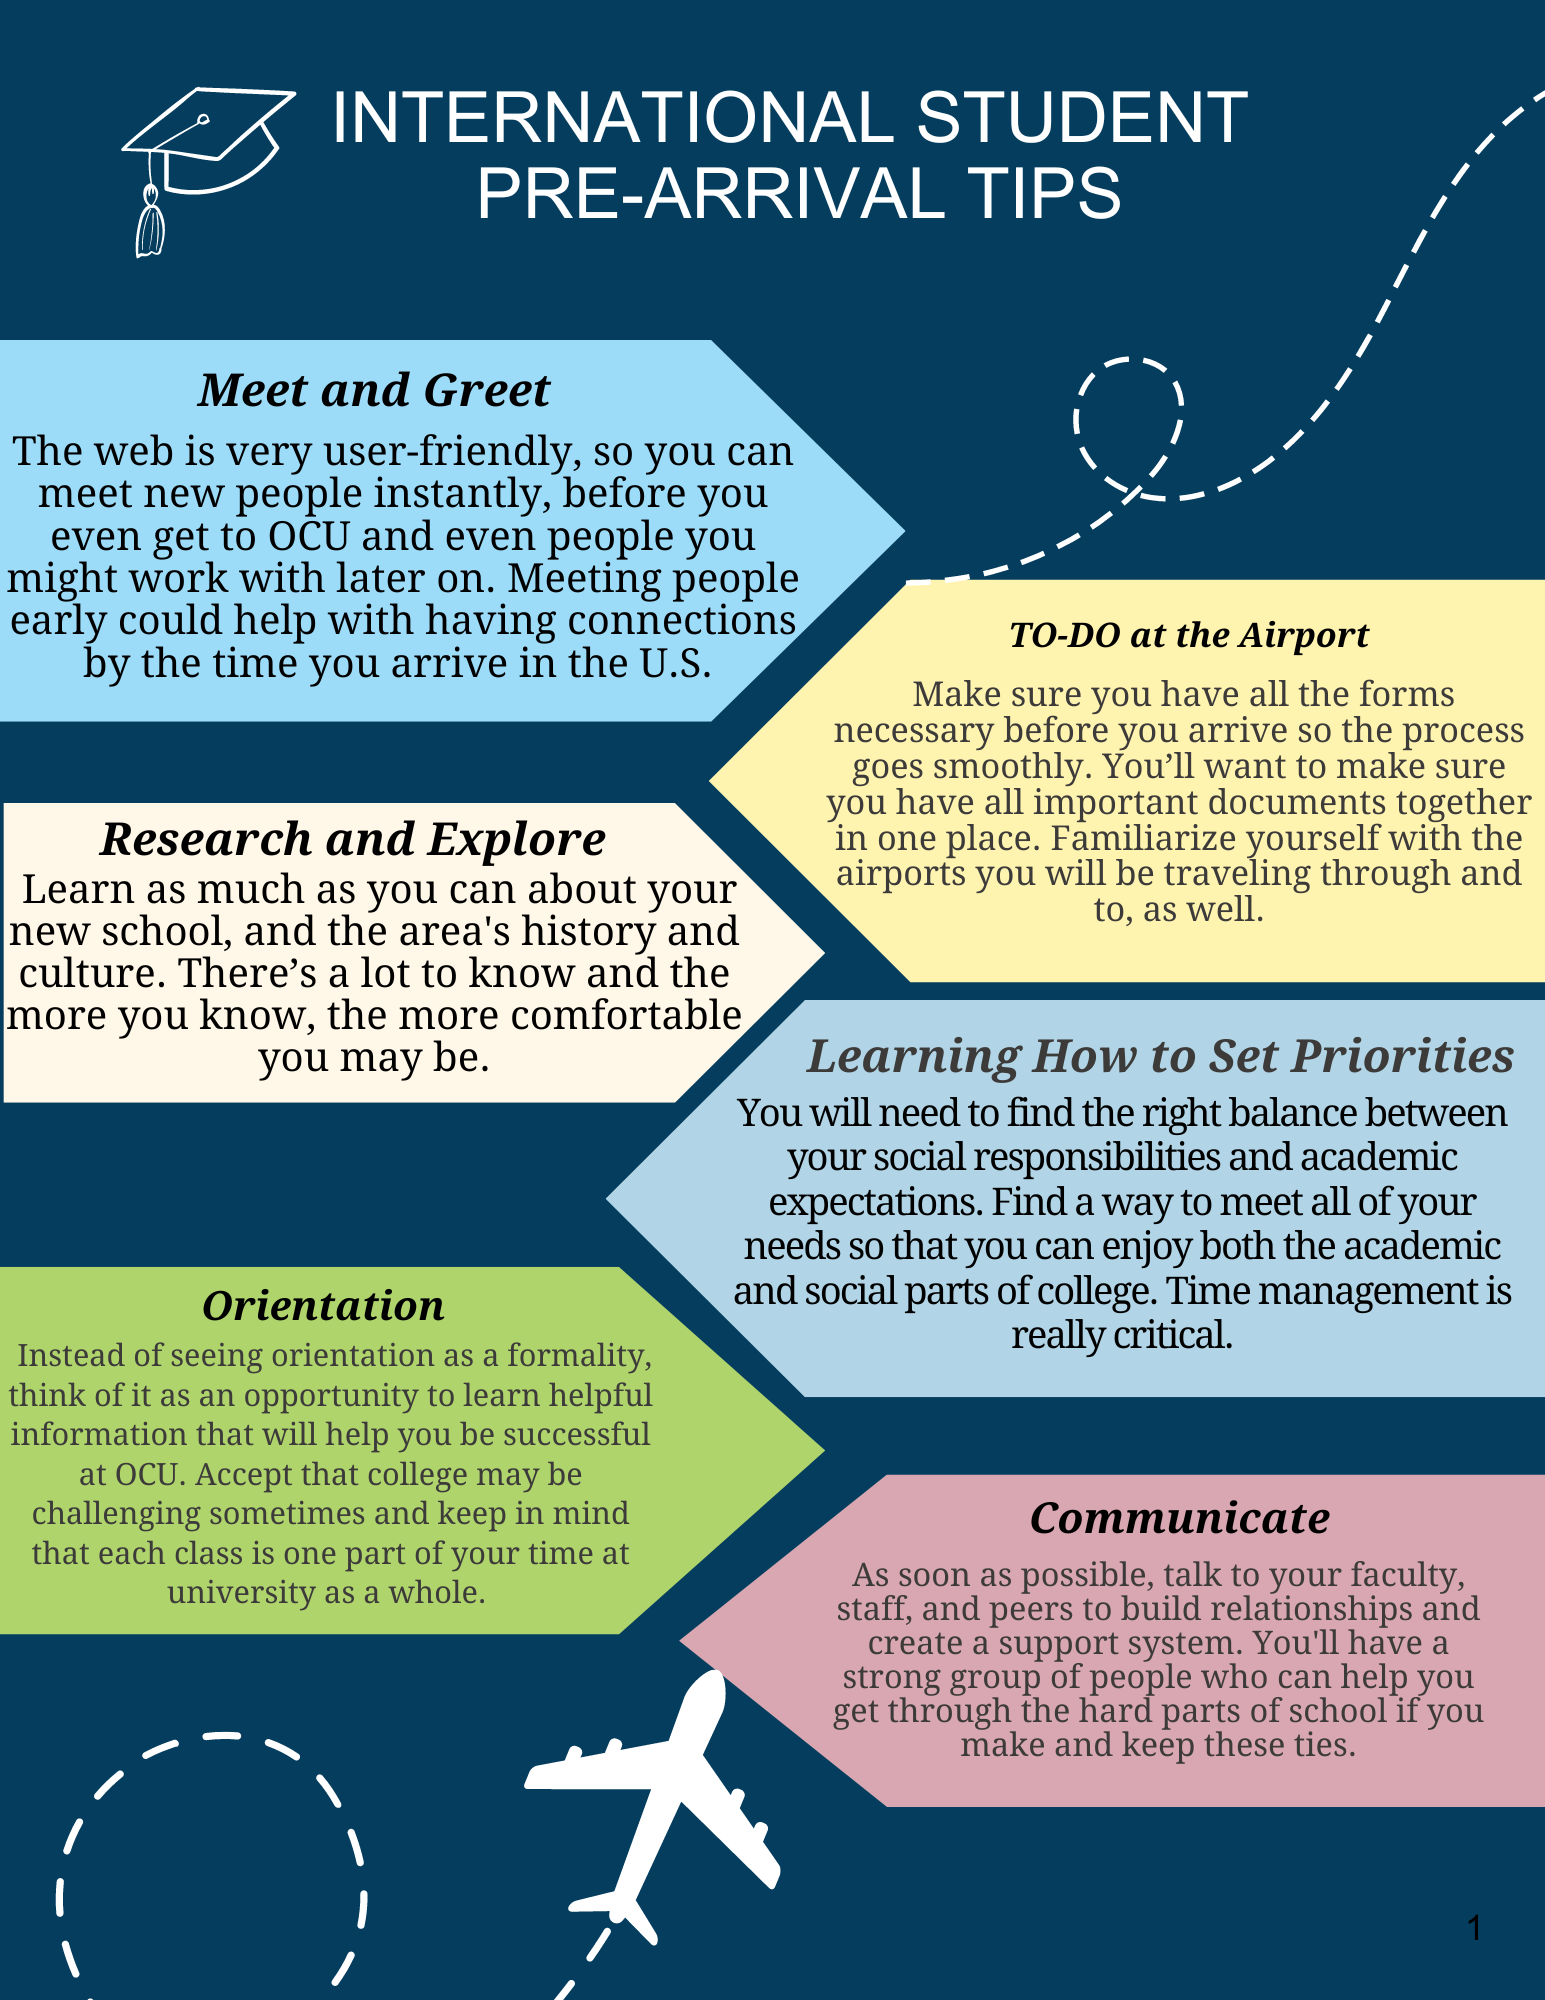 INTERNATIONAL STUDENT
PRE-ARRIVAL TIPS
Meet and Greet
The web is very user-friendly, so you can
meet new people instantly, before you
even get to OCU and even people you
might work with later on. Meeting people
early could help with having connections
by the time you arrive in the U.S.
TO-DO at the Airport
Make sure you have all the forms
necessary before you arrive so the process
goes smoothly. You’ll want to make sure
you have all important documents together
in one place. Familiarize yourself with the
airports you will be traveling through and
to, as well.
Research and Explore
Learn as much as you can about your
new school, and the area's history and
culture. There’s a lot to know and the
more you know, the more comfortable
you may be.
Learning How to Set Priorities
You will need to find the right balance between
your social responsibilities and academic
expectations. Find a way to meet all of your
needs so that you can enjoy both the academic
and social parts of college. Time management is
really critical.
Orientation
Instead of seeing orientation as a formality,
think of it as an opportunity to learn helpful
information that will help you be successful
at OCU. Accept that college may be
challenging sometimes and keep in mind
that each class is one part of your time at
university as a whole.
Communicate
As soon as possible, talk to your faculty,
staff, and peers to build relationships and
create a support system. You'll have a
strong group of people who can help you
get through the hard parts of school if you
make and keep these ties.
1